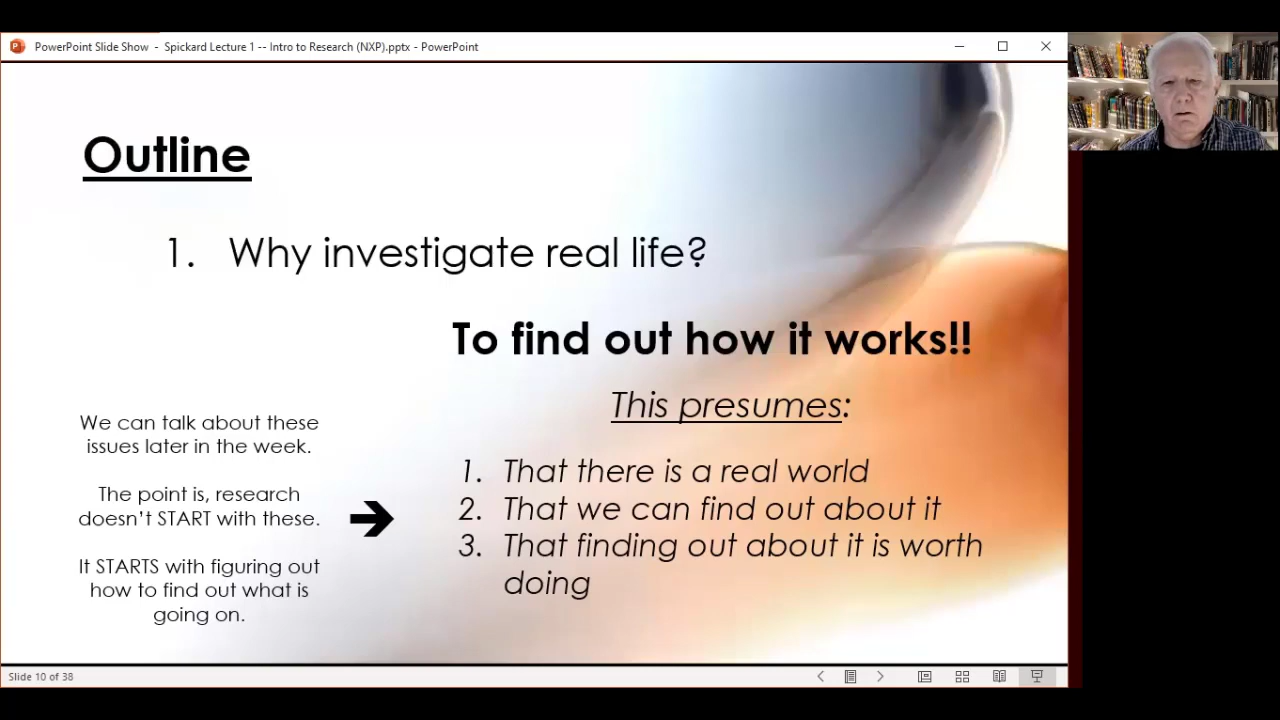 PowerPoint Slide Show - Spickard Lecture 1 -- Intro to Research (NXP).pptx - PowerPoint
Outline
1. Why investigate real life?
To find out how it works!!
This presumes:
We can talk about these
issues later in the week.
The point is, research
doesn't START with these.
It STARTS with figuring out
how to find out what is
going on.
1. That there is a real world
2. That we can find out about it
3. That finding out about it is worth
doing
Slide 10 of 38